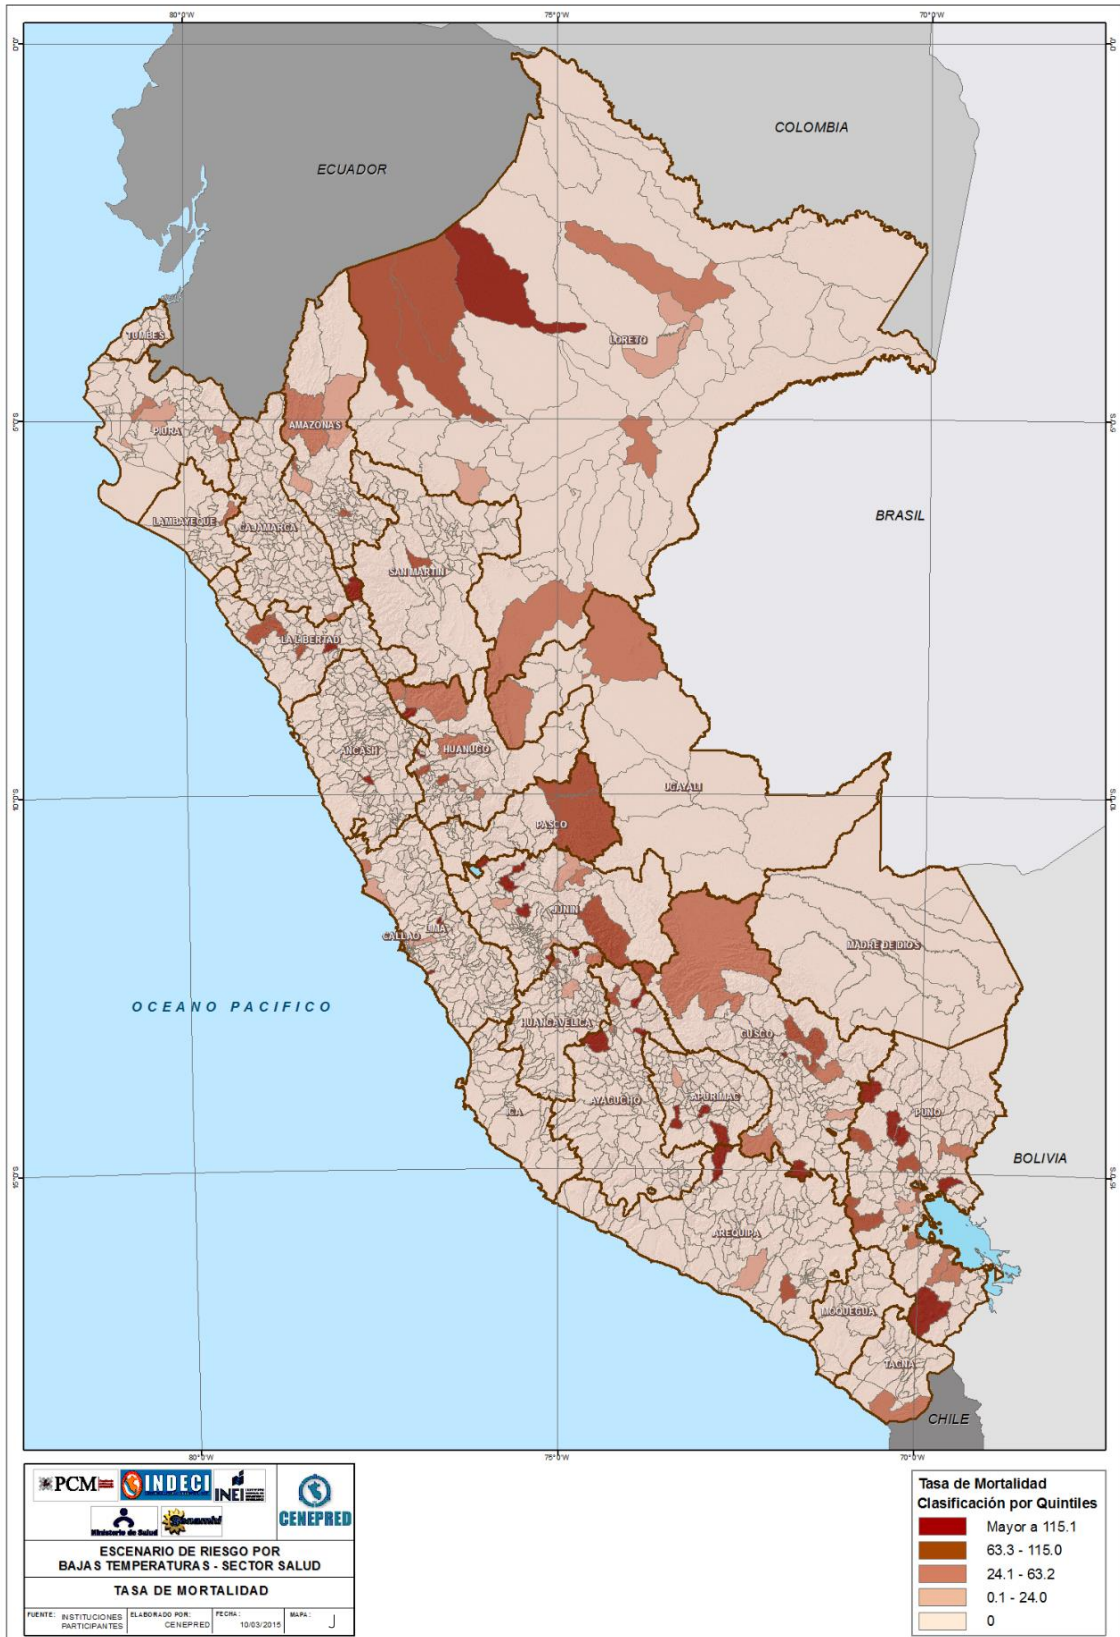 80°0'W 75°0'W 70°0'W
COLOMBIA
ECUADOR
TUMBES
LORETO
PIURA
AMAZONAS
BRASIL
LAMBAYEQUE
CAJAMARCA
SAN MARTIN
LA LIBERTAD
ANCASH
HUANUCO
UCAYALI
PASCO
JUNIN
CALLAO
LIMA
MADRE DE DIOS
OCEANO PACIFICO
HUANCAVELICA
CUSCO
ICA
AYACUCHO
APURIMAC
PUNO
BOLIVIA
AREQUIPA
MOQUEGUA
TACNA
CHILE
80°0'W 75°0'W 70°0'W
PCM INDECI INEI
Ministerio de Salud
CENEPRED
ESCENARIO DE RIESGO POR
BAJAS TEMPERATURAS - SECTOR SALUD
TASA DE MORTALIDAD
FUENTE: INSTITUCIONES PARTICIPANTES
ELABORADO POR: CENEPRED
FECHA: 10/03/2015
MAPA: J
Tasa de Mortalidad
Clasificación por Quintiles
Mayor a 115.1
63.3 - 115.0
24.1 - 63.2
0.1 - 24.0
0